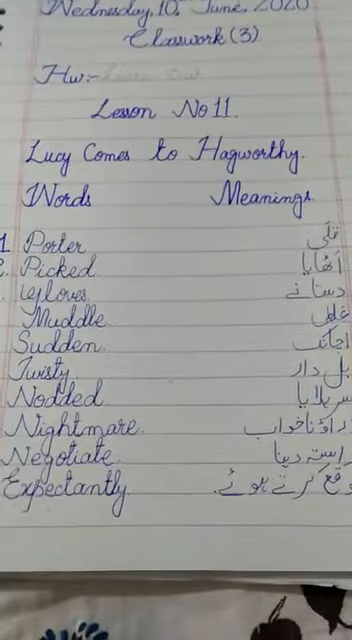 Wednesday, 10, June, 2020
Classwork (3)
Hw:-
Lesson No 11.
Lucy Comes to Hagworthy.
Words Meanings
1 Porter قلی
2. Picked اٹھایا
. Gloves دستانے
Muddle غلطی
Sudden اچانک
Twisty بل دار
Nodded سر ہلایا
Nightmare. ڈراؤنا خواب
Negotiate. راستہ دینا
Expectantly. توقع کرتے ہوئے.